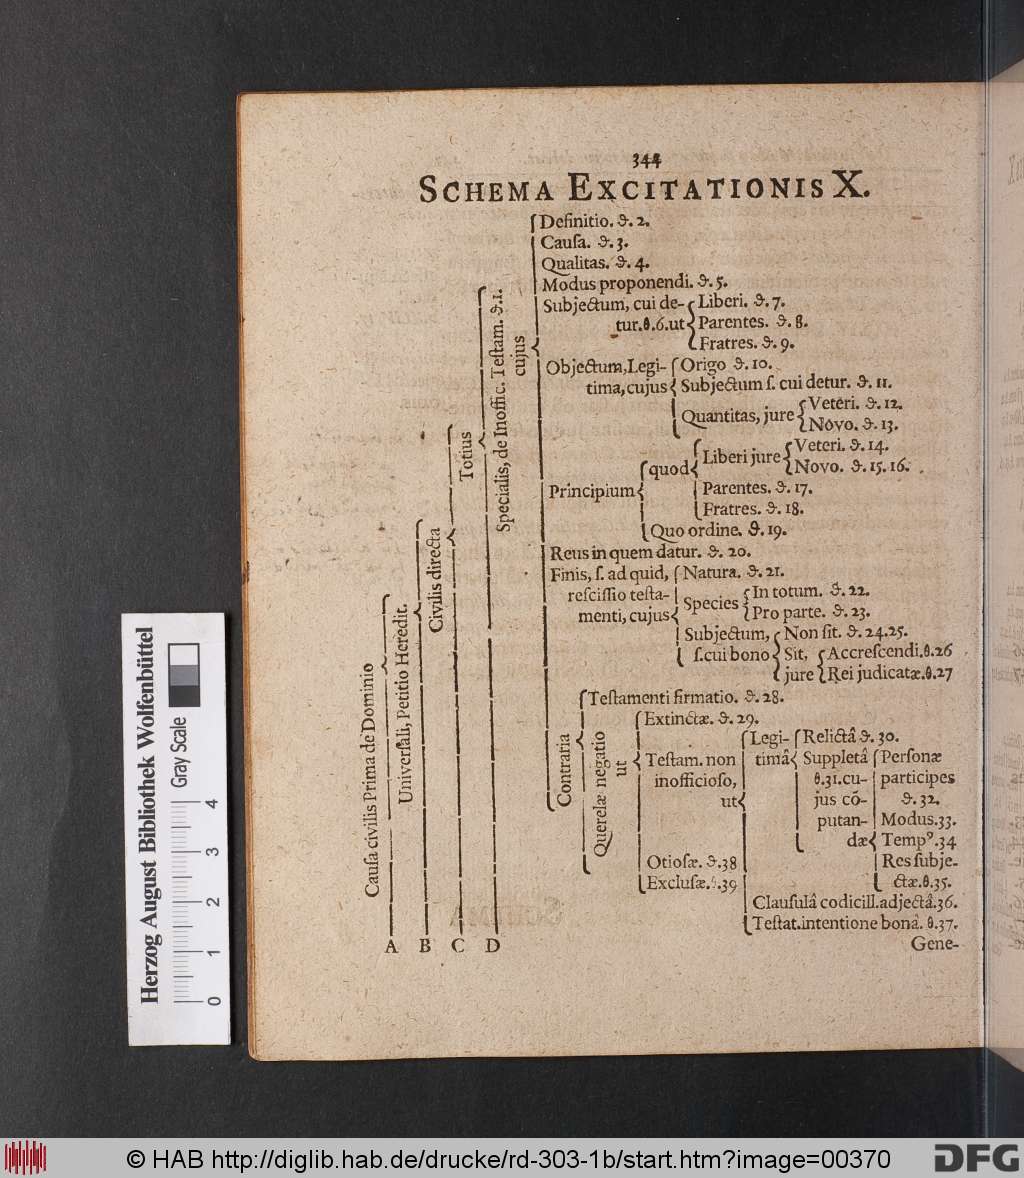 344
SCHEMA EXCITATIONIS X.
Definitio. ϑ. 2.
Cauſa. ϑ. 3.
Qualitas. ϑ. 4.
Modus proponendi. ϑ. 5.
Subjectum, cui de-
tur. θ. 6. ut
Liberi. ϑ. 7.
Parentes. ϑ. 8.
Fratres. ϑ. 9.
Objectum, Legi-
tima, cujus
Origo ϑ. 10.
Subjectum ſ. cui detur. ϑ. 11.
Quantitas, jure
Veteri. ϑ. 12.
Novo. ϑ. 13.
Principium
quod
Liberi jure
Veteri. ϑ. 14.
Novo. ϑ. 15. 16.
Parentes. ϑ. 17.
Fratres. ϑ. 18.
Quo ordine. ϑ. 19.
Reus in quem datur. ϑ. 20.
Finis, ſ. ad quid,
reſciſſio teſta-
menti, cujus
Natura. ϑ. 21.
Species
In totum. ϑ. 22.
Pro parte. ϑ. 23.
Subjectum,
ſ. cui bono
Non ſit. ϑ. 24. 25.
Sit,
jure
Accreſcendi. θ. 26
Rei judicatæ. θ. 27
Contraria
Teſtamenti firmatio. ϑ. 28.
Querelæ negatio
ut
Extinctæ. ϑ. 29.
Teſtam. non
inofficioſo,
ut
Legi-
timâ
Relictâ ϑ. 30.
Suppletâ
θ. 31. cu-
jus cō-
putan-
dæ
Perſonæ
participes
ϑ. 32.
Modus. 33.
Tempꝰ. 34
Res ſubje-
ctæ. θ. 35.
Clauſulâ codicill. adjectâ. 36.
Teſtat. intentione bonâ. θ. 37.
Otioſæ. ϑ. 38
Excluſæ. ϑ. 39
Gene-
Cauſa civilis Prima de Dominio
Univerſali, Petitio Heredit.
Civilis directa
Totius
Specialis, de Inoffic. Teſtam. ϑ. 1.
cujus
A B C D
Herzog August Bibliothek Wolfenbüttel
Gray Scale
0 1 2 3 4
© HAB http://diglib.hab.de/drucke/rd-303-1b/start.htm?image=00370
DFG